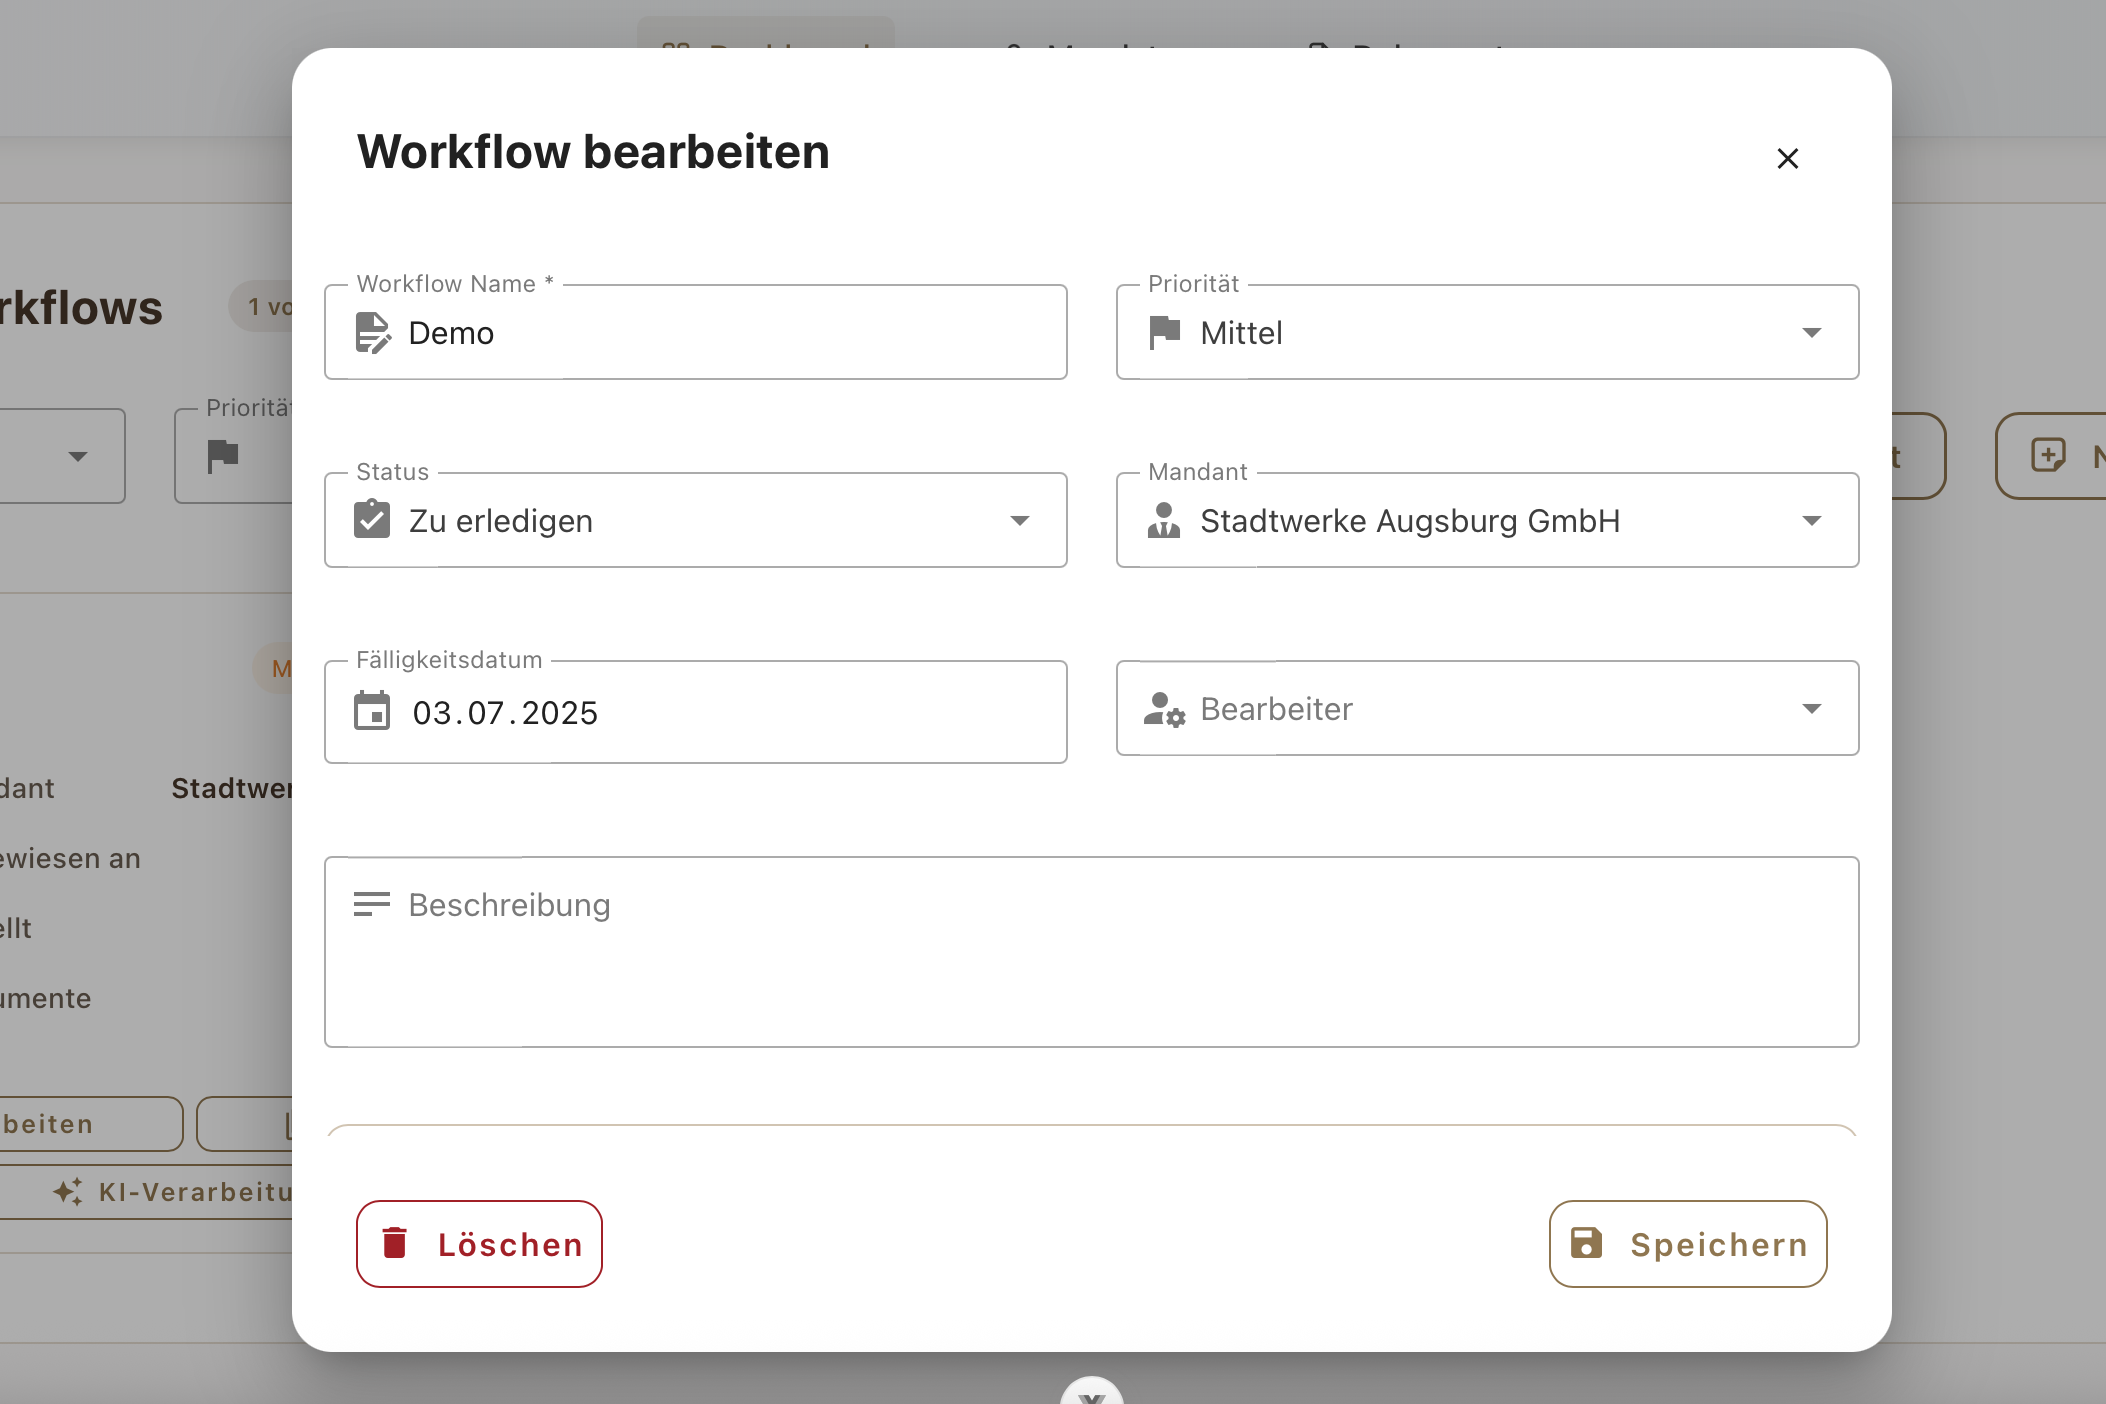 Workflow bearbeiten
rkflows
1 vo
Workflow Name *
Demo
Priorität
Mittel
Priorität
Status
Zu erledigen
Mandant
Stadtwerke Augsburg GmbH
t
N
Fälligkeitsdatum
03.07.2025
Bearbeiter
M
dant
Stadtwer
ewiesen an
Beschreibung
ellt
umente
beiten
KI-Verarbeitu
Löschen
Speichern